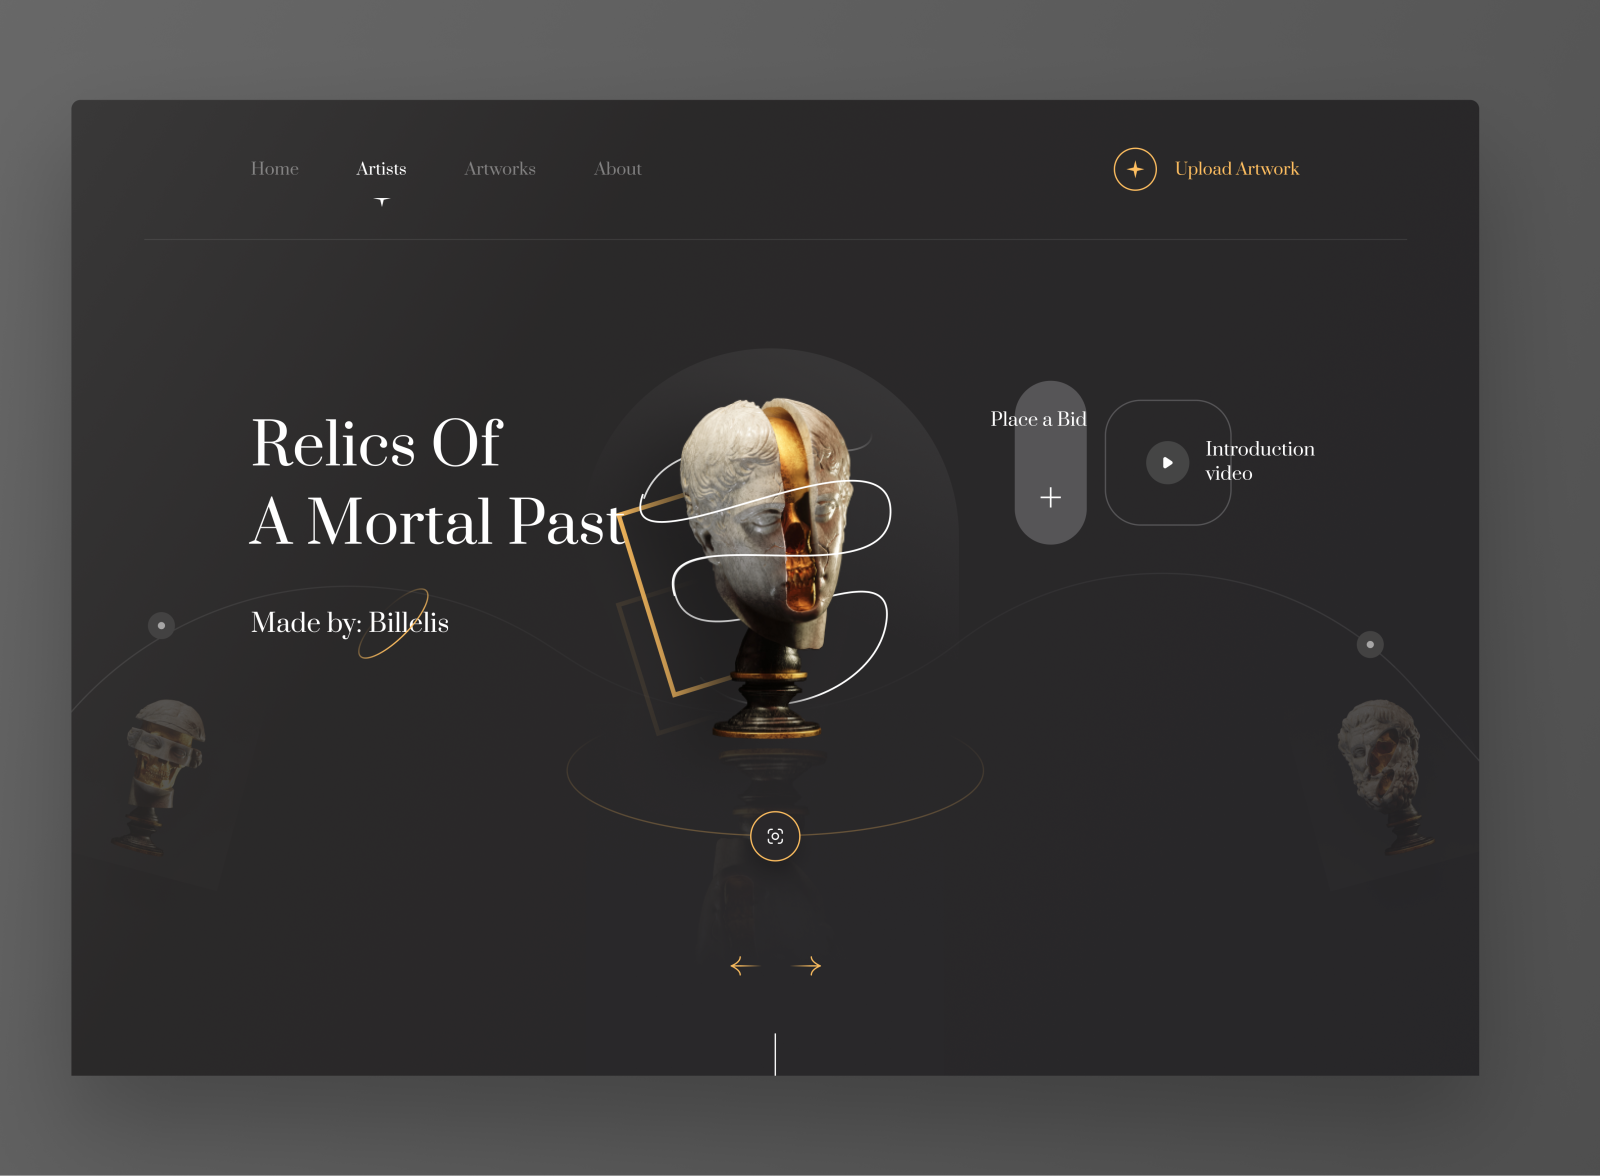 Home
Artists
Artworks
About
Upload Artwork
Relics Of
A Mortal Past
Made by: Billelis
Place a Bid
Introduction
video